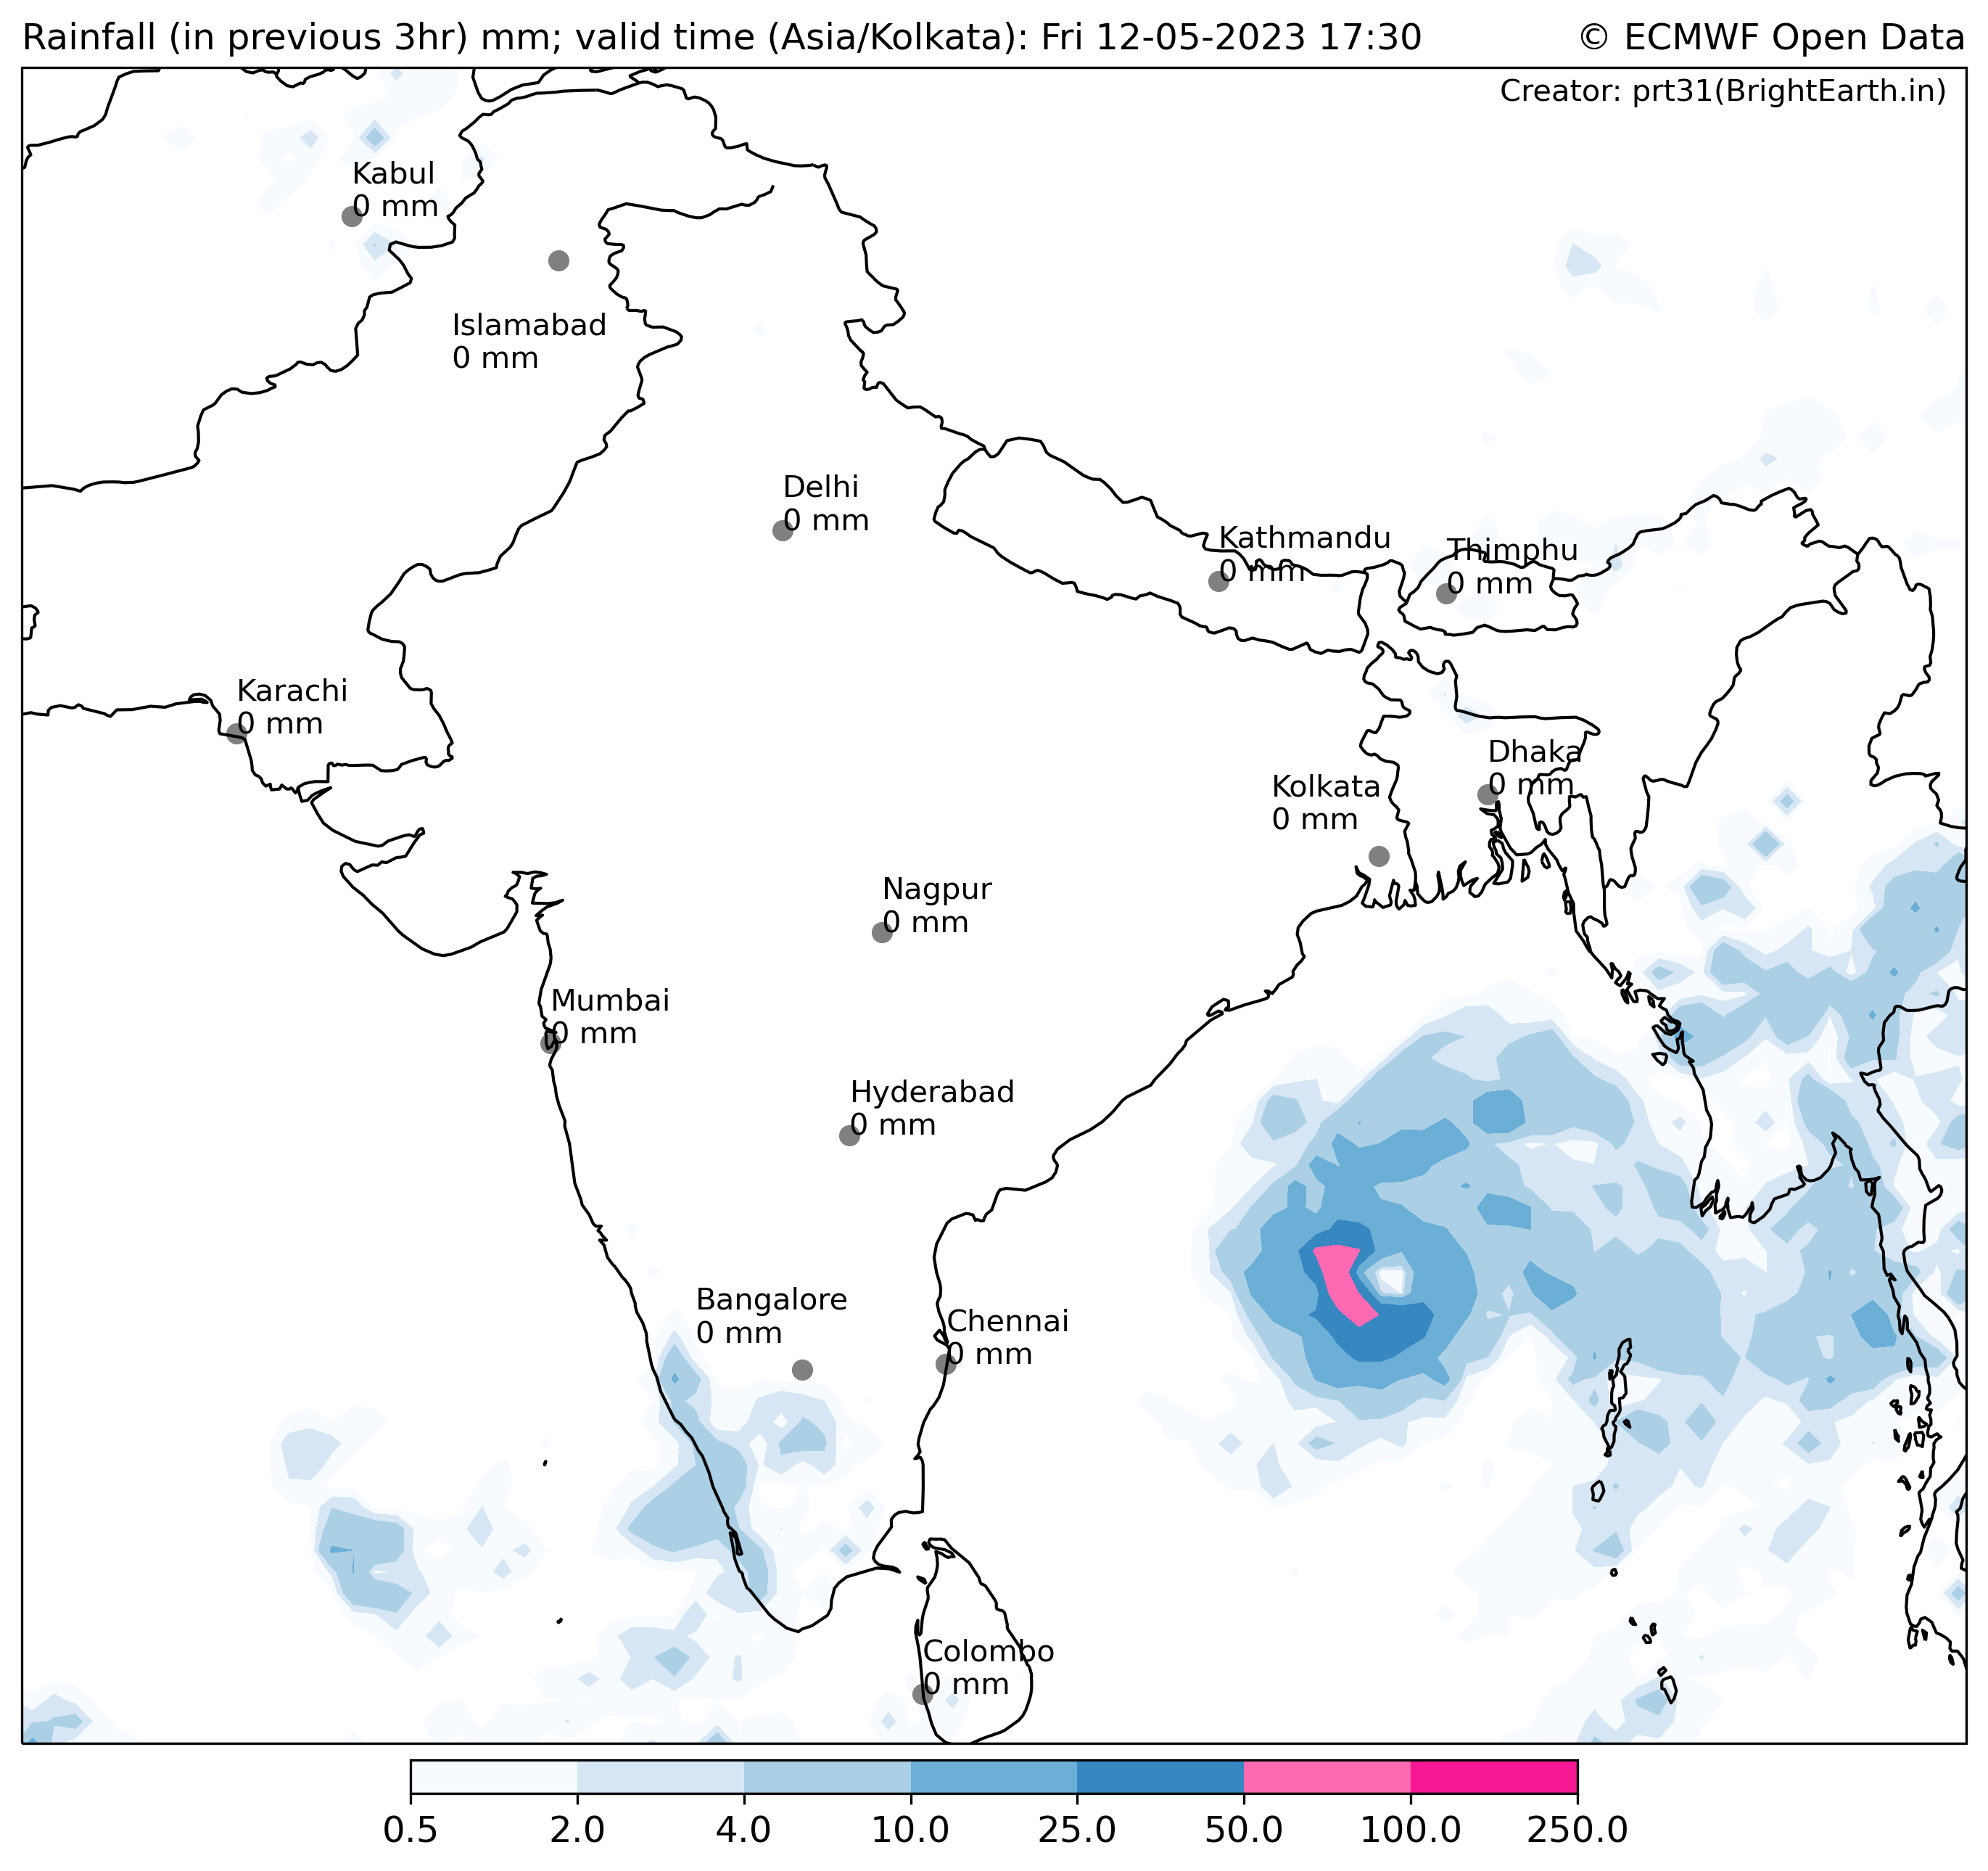 Rainfall (in previous 3hr) mm; valid time (Asia/Kolkata): Fri 12-05-2023 17:30 © ECMWF Open Data
Creator: prt31(BrightEarth.in)
Kabul
0 mm
Islamabad
0 mm
Delhi
0 mm
Kathmandu
0 mm
Thimphu
0 mm
Karachi
0 mm
Dhaka
0 mm
Kolkata
0 mm
Nagpur
0 mm
Mumbai
0 mm
Hyderabad
0 mm
Bangalore
0 mm
Chennai
0 mm
Colombo
0 mm
0.5 2.0 4.0 10.0 25.0 50.0 100.0 250.0